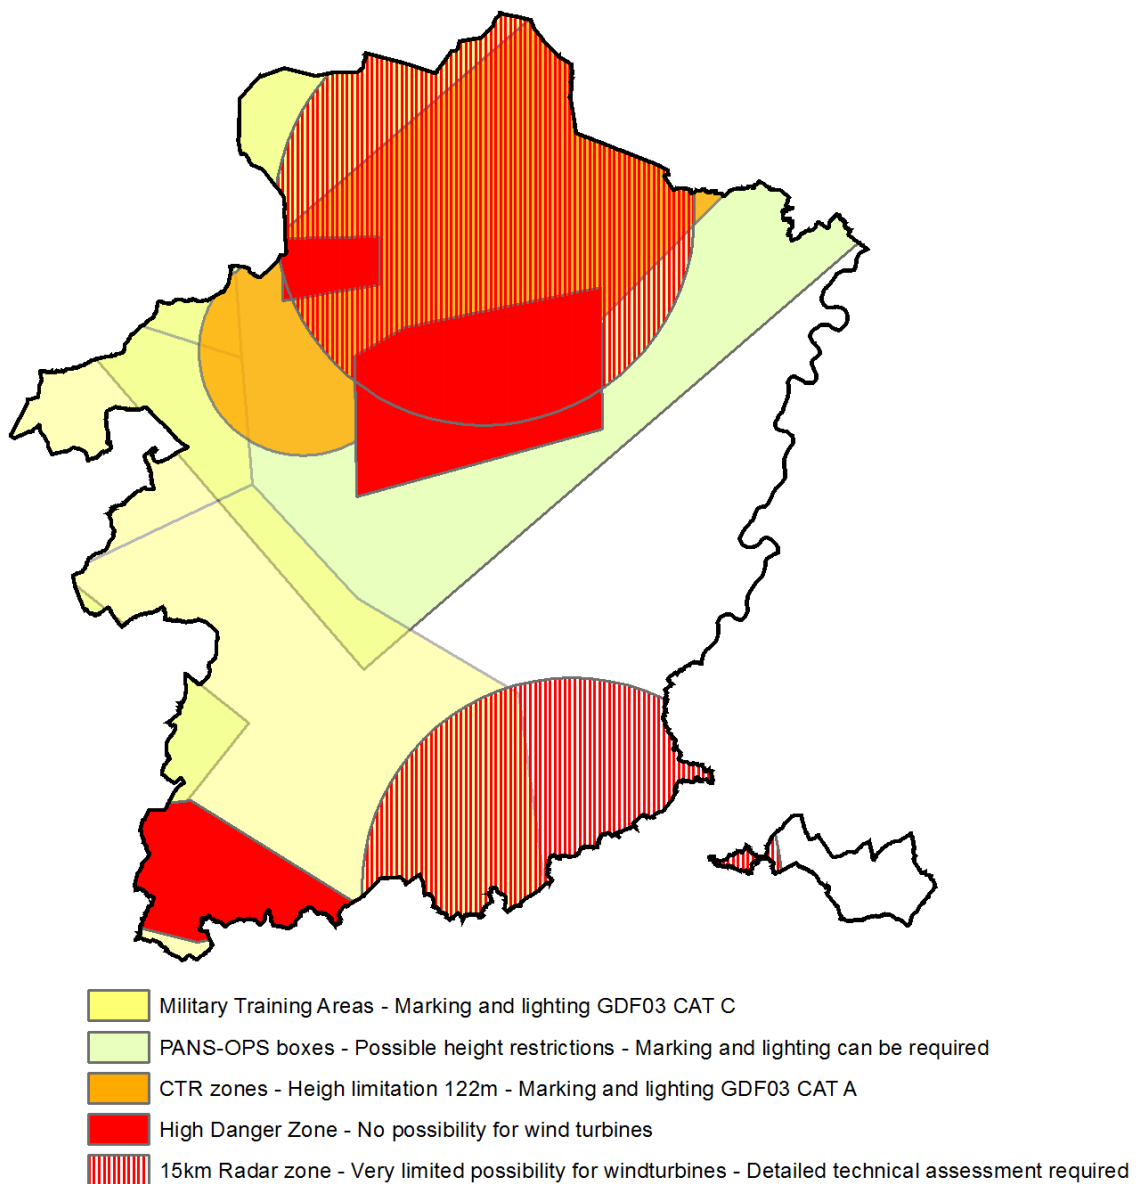 Military Training Areas - Marking and lighting GDF03 CAT C
PANS-OPS boxes - Possible height restrictions - Marking and lighting can be required
CTR zones - Heigh limitation 122m - Marking and lighting GDF03 CAT A
High Danger Zone - No possibility for wind turbines
15km Radar zone - Very limited possibility for windturbines - Detailed technical assessment required